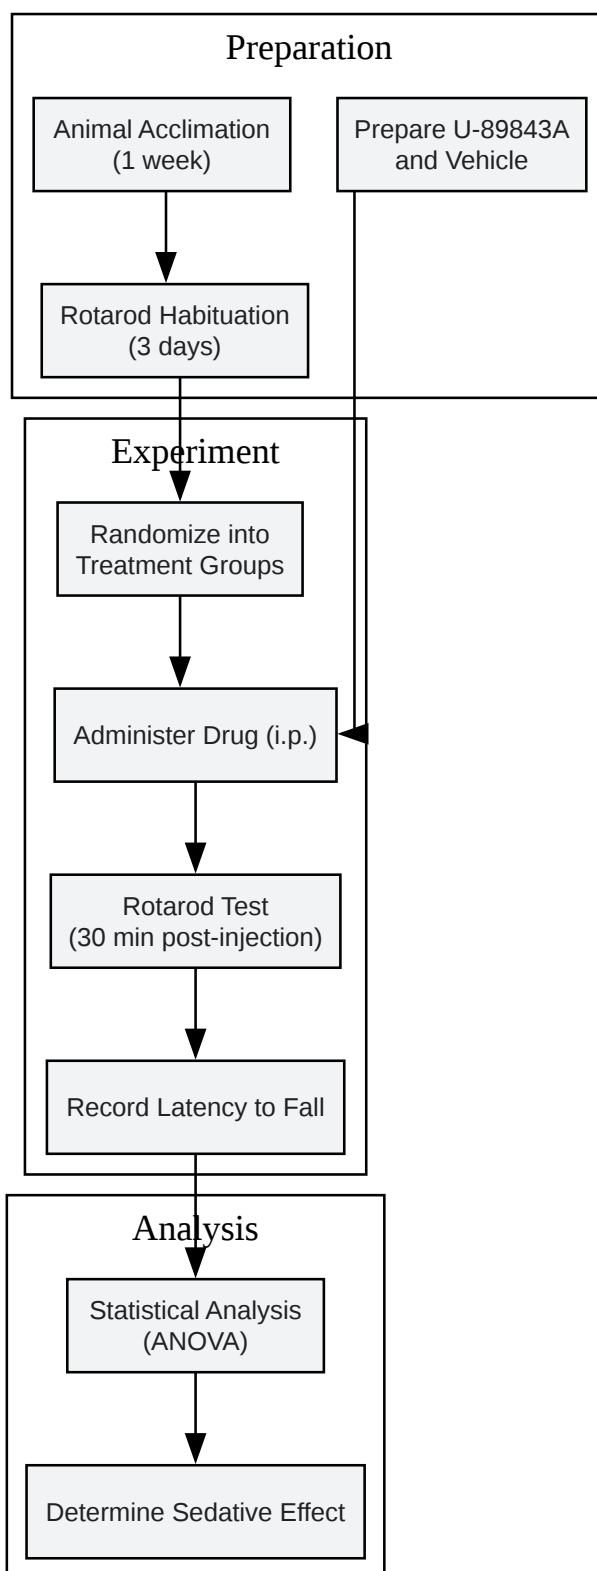 Preparation
Animal Acclimation
(1 week)
Prepare U-89843A
and Vehicle
Rotarod Habituation
(3 days)
Experiment
Randomize into
Treatment Groups
Administer Drug (i.p.)
Rotarod Test
(30 min post-injection)
Record Latency to Fall
Analysis
Statistical Analysis
(ANOVA)
Determine Sedative Effect